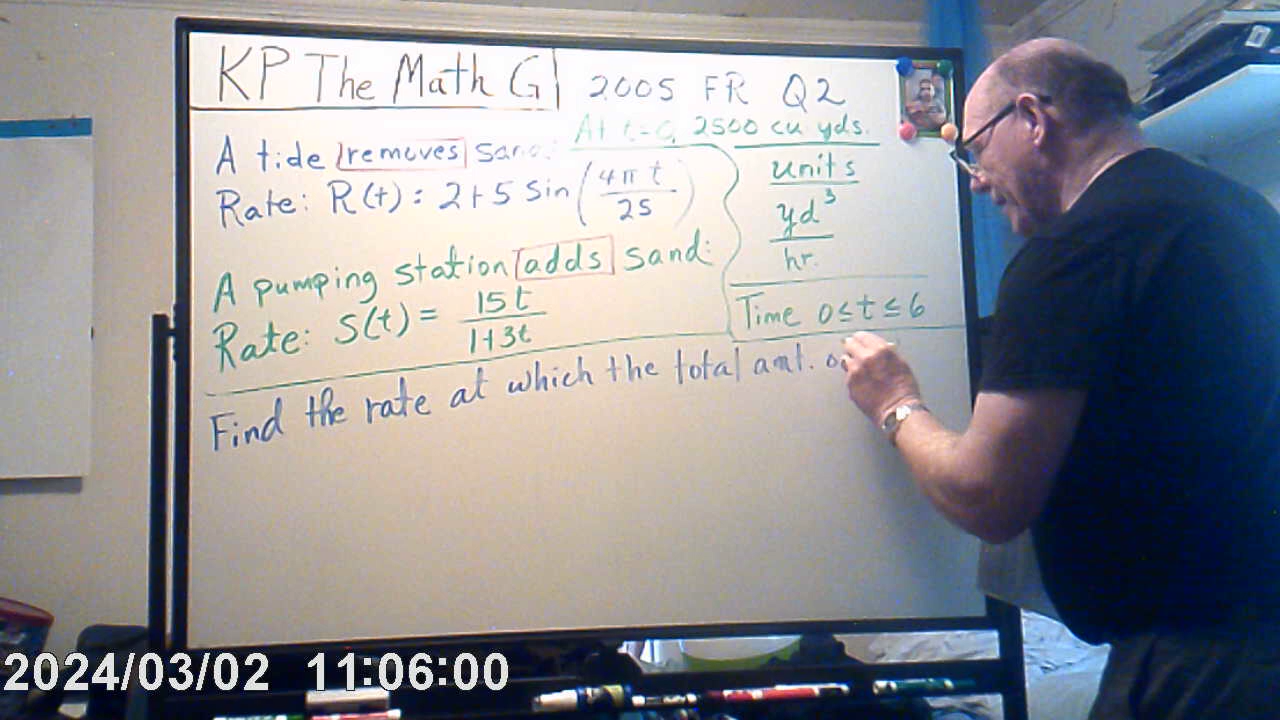 KP The Math G
2005 FR Q2
At t=0, 2500 cu yds.
A tide removes sand:
Rate: R(t): 2+5 sin(4πt/25)
A pumping station adds sand:
Rate: S(t) = 15t/1+3t
units
yd³
hr.
Time 0≤t≤6
Find the rate at which the total amt.
2024/03/02 11:06:00